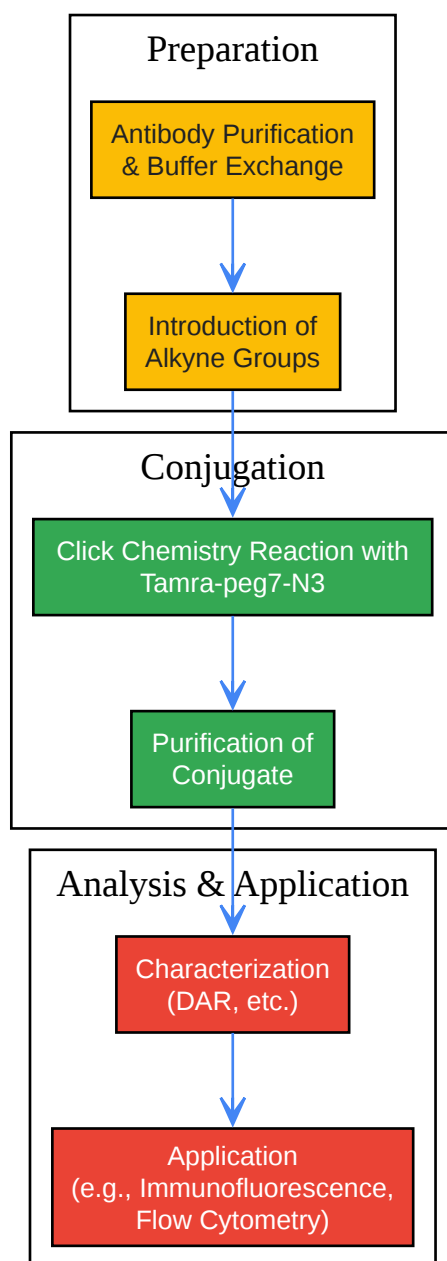 Preparation
Antibody Purification
& Buffer Exchange
Introduction of
Alkyne Groups
Conjugation
Click Chemistry Reaction with
Tamra-peg7-N3
Purification of
Conjugate
Analysis & Application
Characterization
(DAR, etc.)
Application
(e.g., Immunofluorescence,
Flow Cytometry)